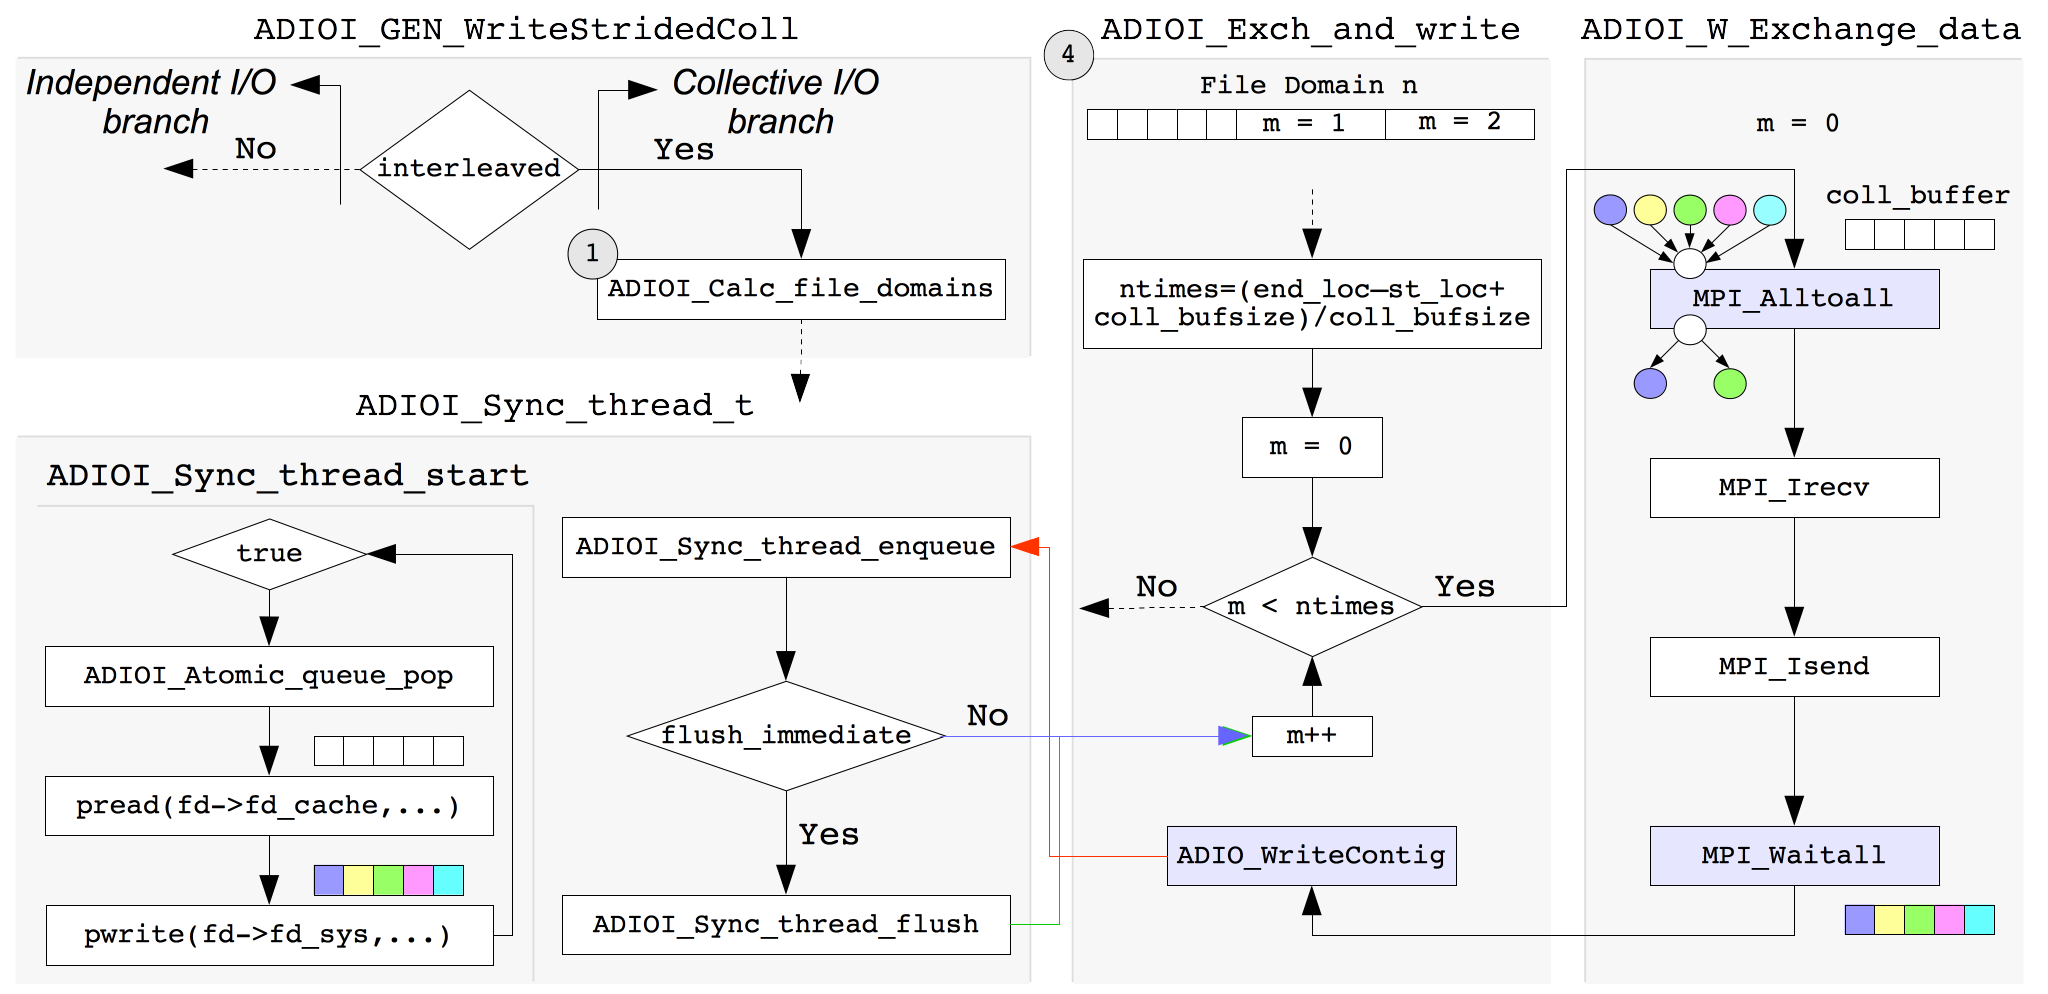 ADIOI_GEN_WriteStridedColl
Independent I/O
branch
Collective I/O
branch
No
interleaved
Yes
1
ADIOI_Calc_file_domains
ADIOI_Sync_thread_t
ADIOI_Sync_thread_start
true
ADIOI_Atomic_queue_pop
pread(fd->fd_cache,...)
pwrite(fd->fd_sys,...)
ADIOI_Sync_thread_enqueue
flush_immediate
No
Yes
ADIOI_Sync_thread_flush
ADIOI_Exch_and_write
4
File Domain n
m = 1
m = 2
ntimes=(end_loc–st_loc+
coll_bufsize)/coll_bufsize
m = 0
No
m < ntimes
Yes
m++
ADIO_WriteContig
ADIOI_W_Exchange_data
m = 0
coll_buffer
MPI_Alltoall
MPI_Irecv
MPI_Isend
MPI_Waitall